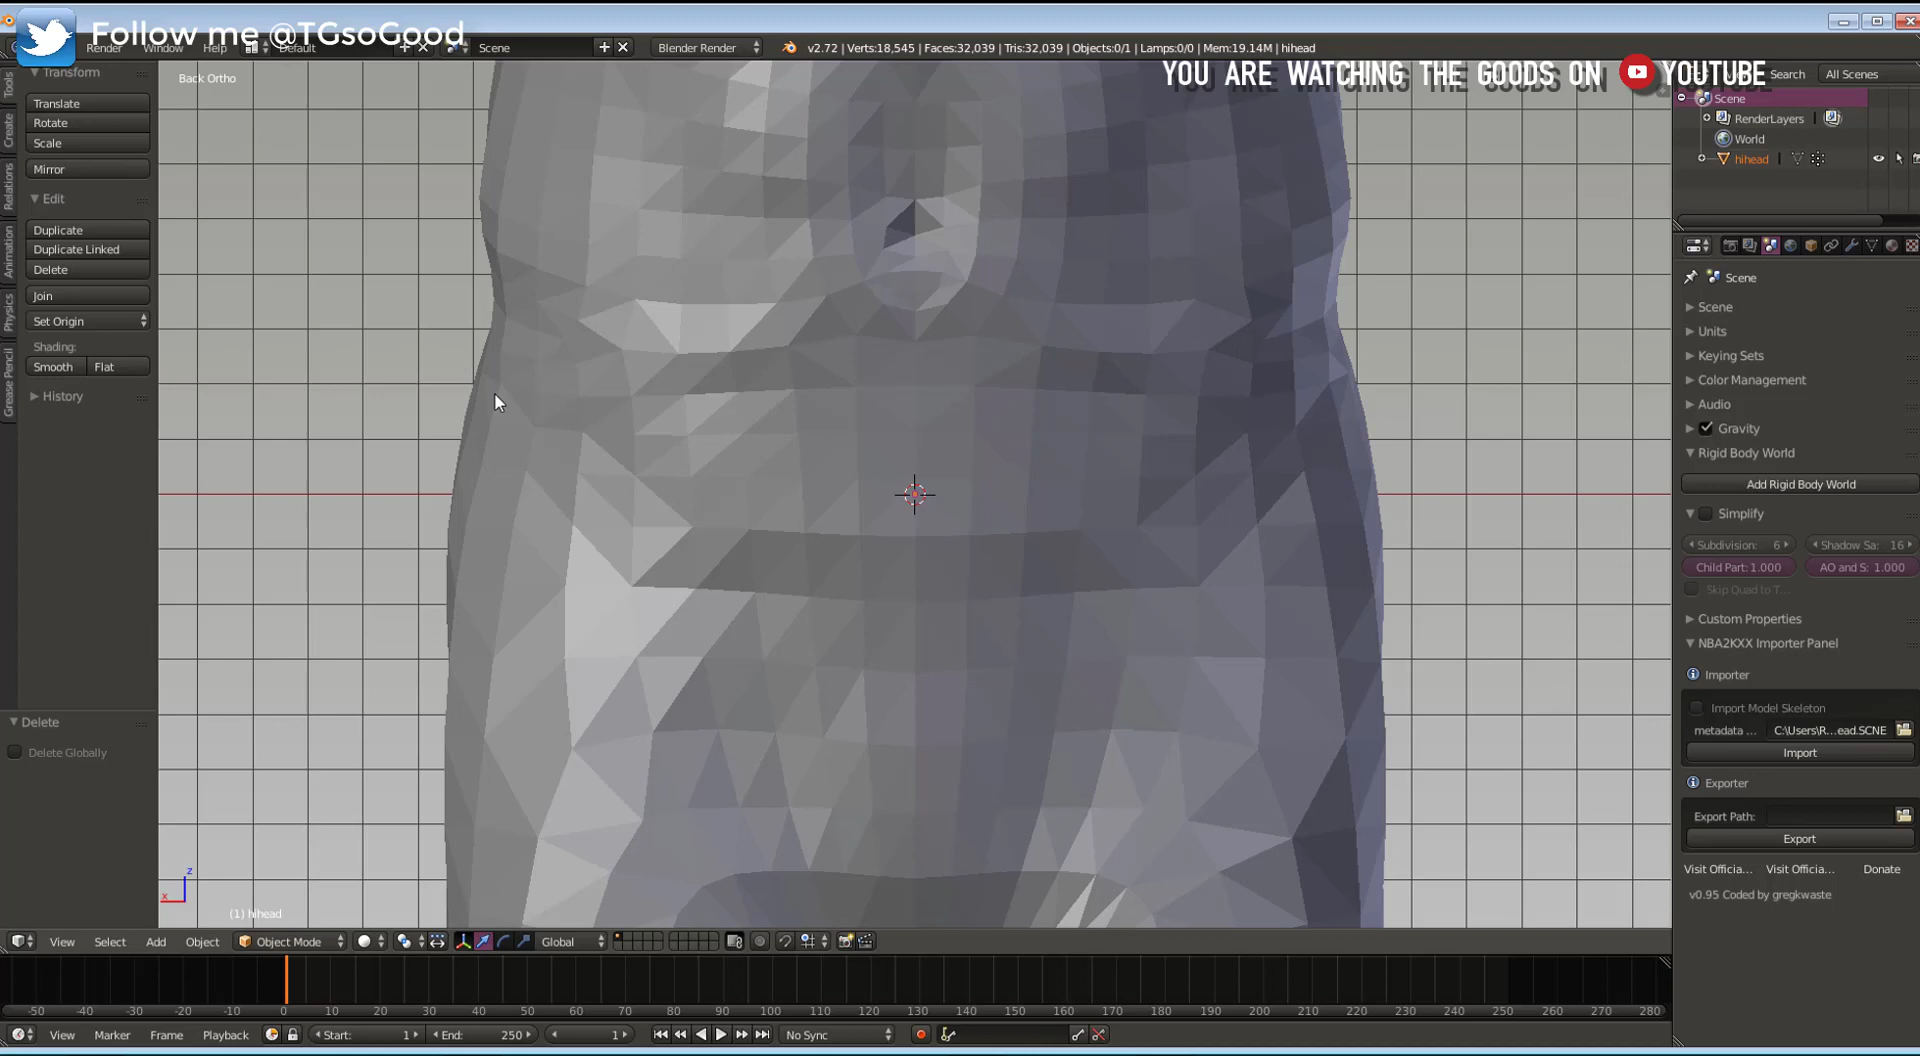 Follow me @TGsoGood
Render
Window
Help
Default
Scene
Blender Render
v2.72 | Verts:18,545 | Faces:32,039 | Tris:32,039 | Objects:0/1 | Lamps:0/0 | Mem:19.14M | hihead
YOU ARE WATCHING THE GOODS ON YOUTUBE
Search
All Scenes
Tools
Create
Relations
Animation
Physics
Grease Pencil
Transform
Translate
Rotate
Scale
Mirror
Edit
Duplicate
Duplicate Linked
Delete
Join
Set Origin
Shading:
Smooth
Flat
History
Delete
Delete Globally
Back Ortho
z
x
(1) hihead
Scene
RenderLayers
World
hihead
Scene
Scene
Units
Keying Sets
Color Management
Audio
Gravity
Rigid Body World
Add Rigid Body World
Simplify
Subdivision: 6
Shadow Sa: 16
Child Part: 1.000
AO and S: 1.000
Skip Quad to T...
Custom Properties
NBA2KXX Importer Panel
Importer
Import Model Skeleton
metadata ...
C:\Users\R...ead.SCNE
Import
Exporter
Export Path:
Export
Visit Officia...
Visit Officia...
Donate
v0.95 Coded by gregkwaste
View
Select
Add
Object
Object Mode
Global
-50 -40 -30 -20 -10 0 10 20 30 40 50 60 70 80 90 100 110 120 130 140 150 160 170 180 190 200 210 220 230 240 250 260 270 280
View
Marker
Frame
Playback
Start: 1
End: 250
1
No Sync